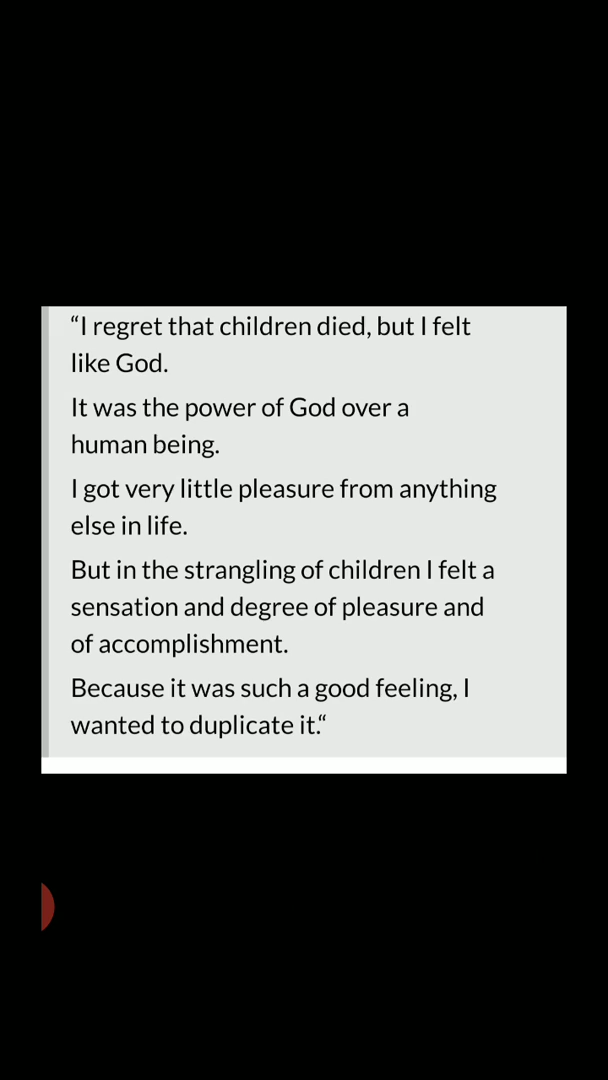 “I regret that children died, but I felt
like God.
It was the power of God over a
human being.
I got very little pleasure from anything
else in life.
But in the strangling of children I felt a
sensation and degree of pleasure and
of accomplishment.
Because it was such a good feeling, I
wanted to duplicate it.“